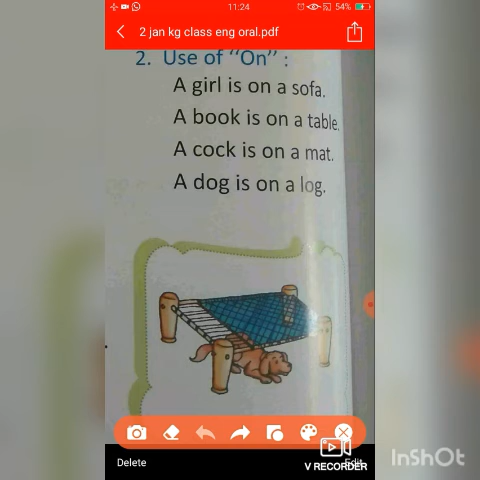 11:24
54%
2 jan kg class eng oral.pdf
2. Use of "On" :
A girl is on a sofa.
A book is on a table.
A cock is on a mat.
A dog is on a log.
Delete
Edit
V RECORDER
InShOt